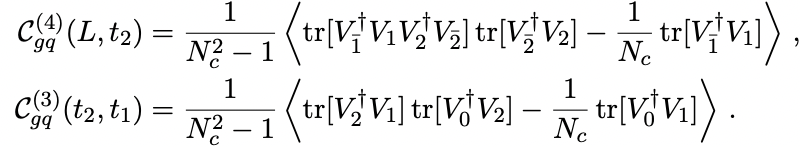 $\mathcal{C}_{gq}^{(4)}(L, t_2) = \frac{1}{N_c^2 - 1} \left\langle \mathrm{tr}[V_{\bar{1}}^\dagger V_1 V_2^\dagger V_{\bar{2}}] \, \mathrm{tr}[V_{\bar{2}}^\dagger V_2] - \frac{1}{N_c} \, \mathrm{tr}[V_{\bar{1}}^\dagger V_1] \right\rangle \, ,$
$\mathcal{C}_{gq}^{(3)}(t_2, t_1) = \frac{1}{N_c^2 - 1} \left\langle \mathrm{tr}[V_2^\dagger V_1] \, \mathrm{tr}[V_0^\dagger V_2] - \frac{1}{N_c} \, \mathrm{tr}[V_0^\dagger V_1] \right\rangle \, .$